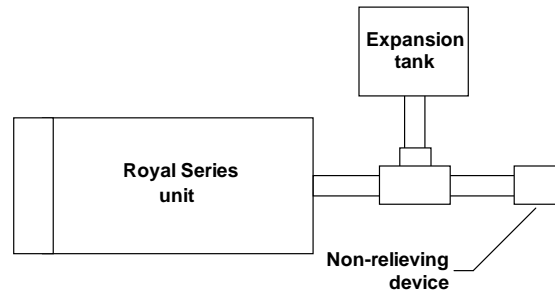 Expansion
tank
Royal Series
unit
Non-relieving
device